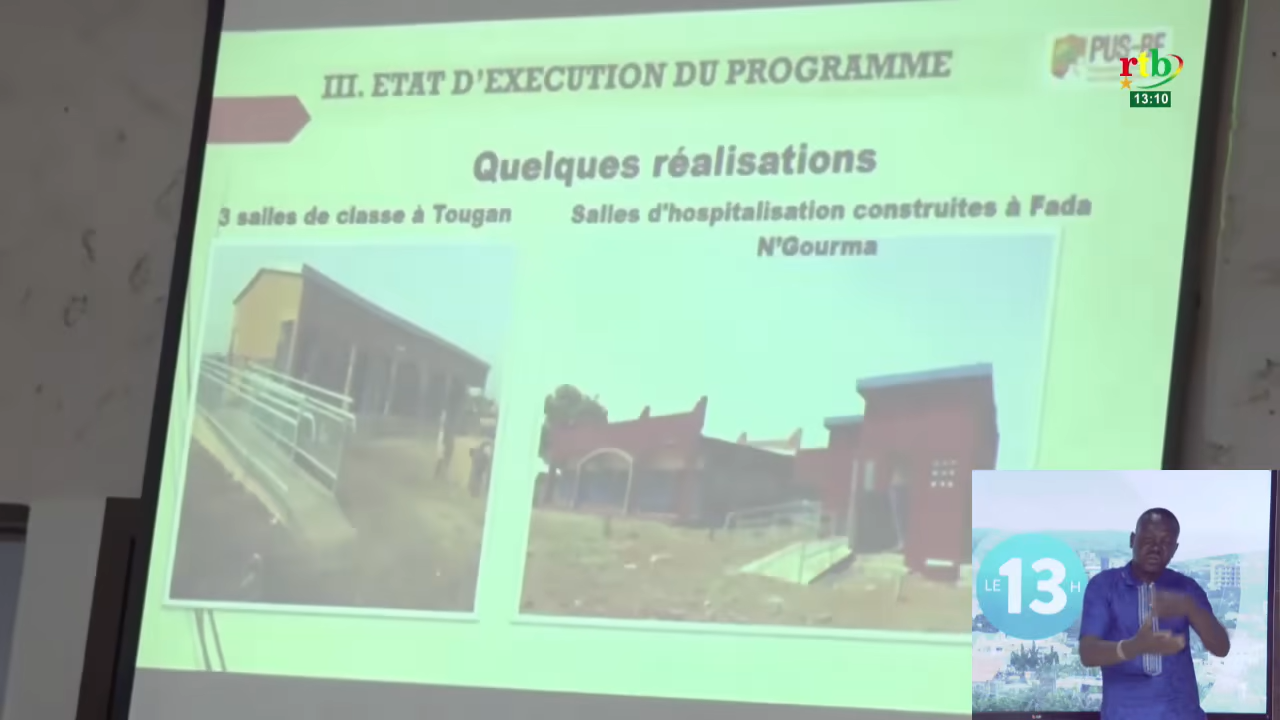 III. ETAT D'EXECUTION DU PROGRAMME
PUS-BF
rtb
13:10
Quelques réalisations
3 salles de classe à Tougan
Salles d'hospitalisation construites à Fada
N'Gourma
LE 13 H